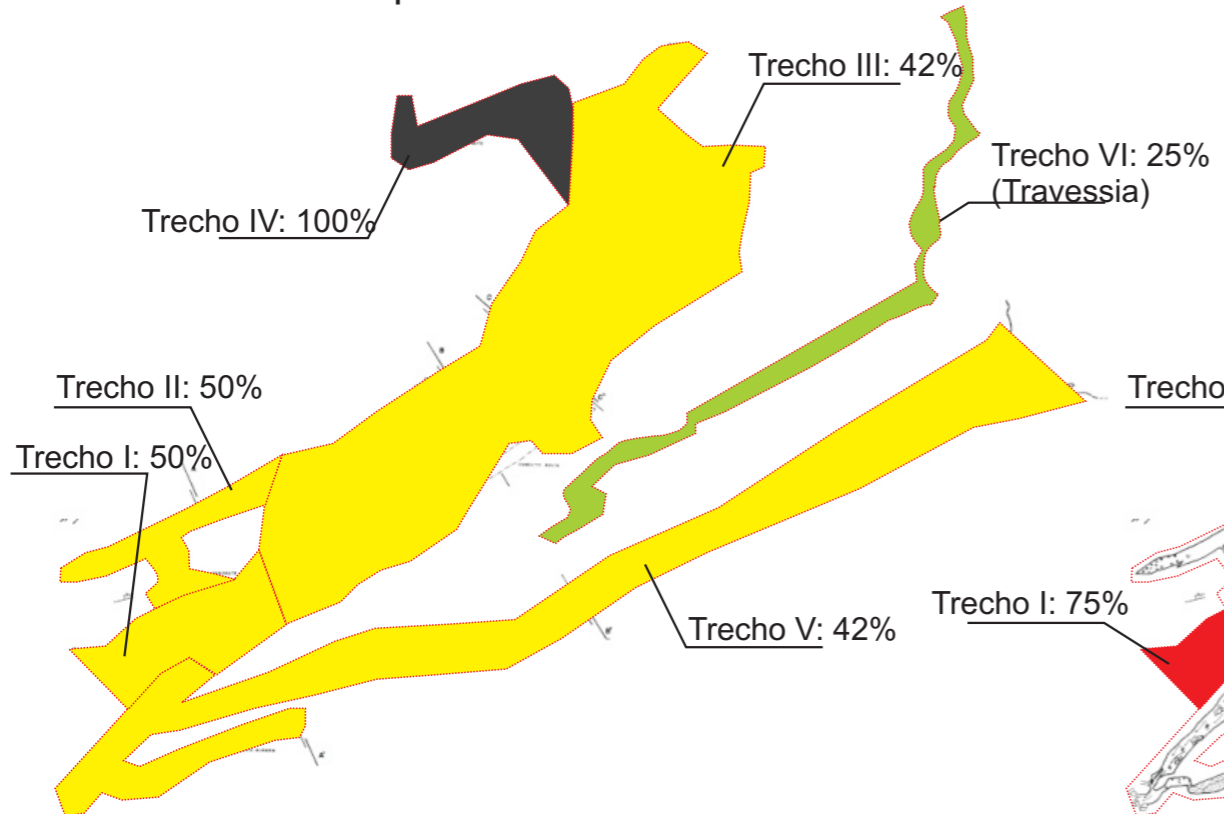 Trecho III: 42%
Trecho VI: 25%
(Travessia)
Trecho IV: 100%
Trecho II: 50%
Trecho
Trecho I: 50%
Trecho I: 75%
Trecho V: 42%